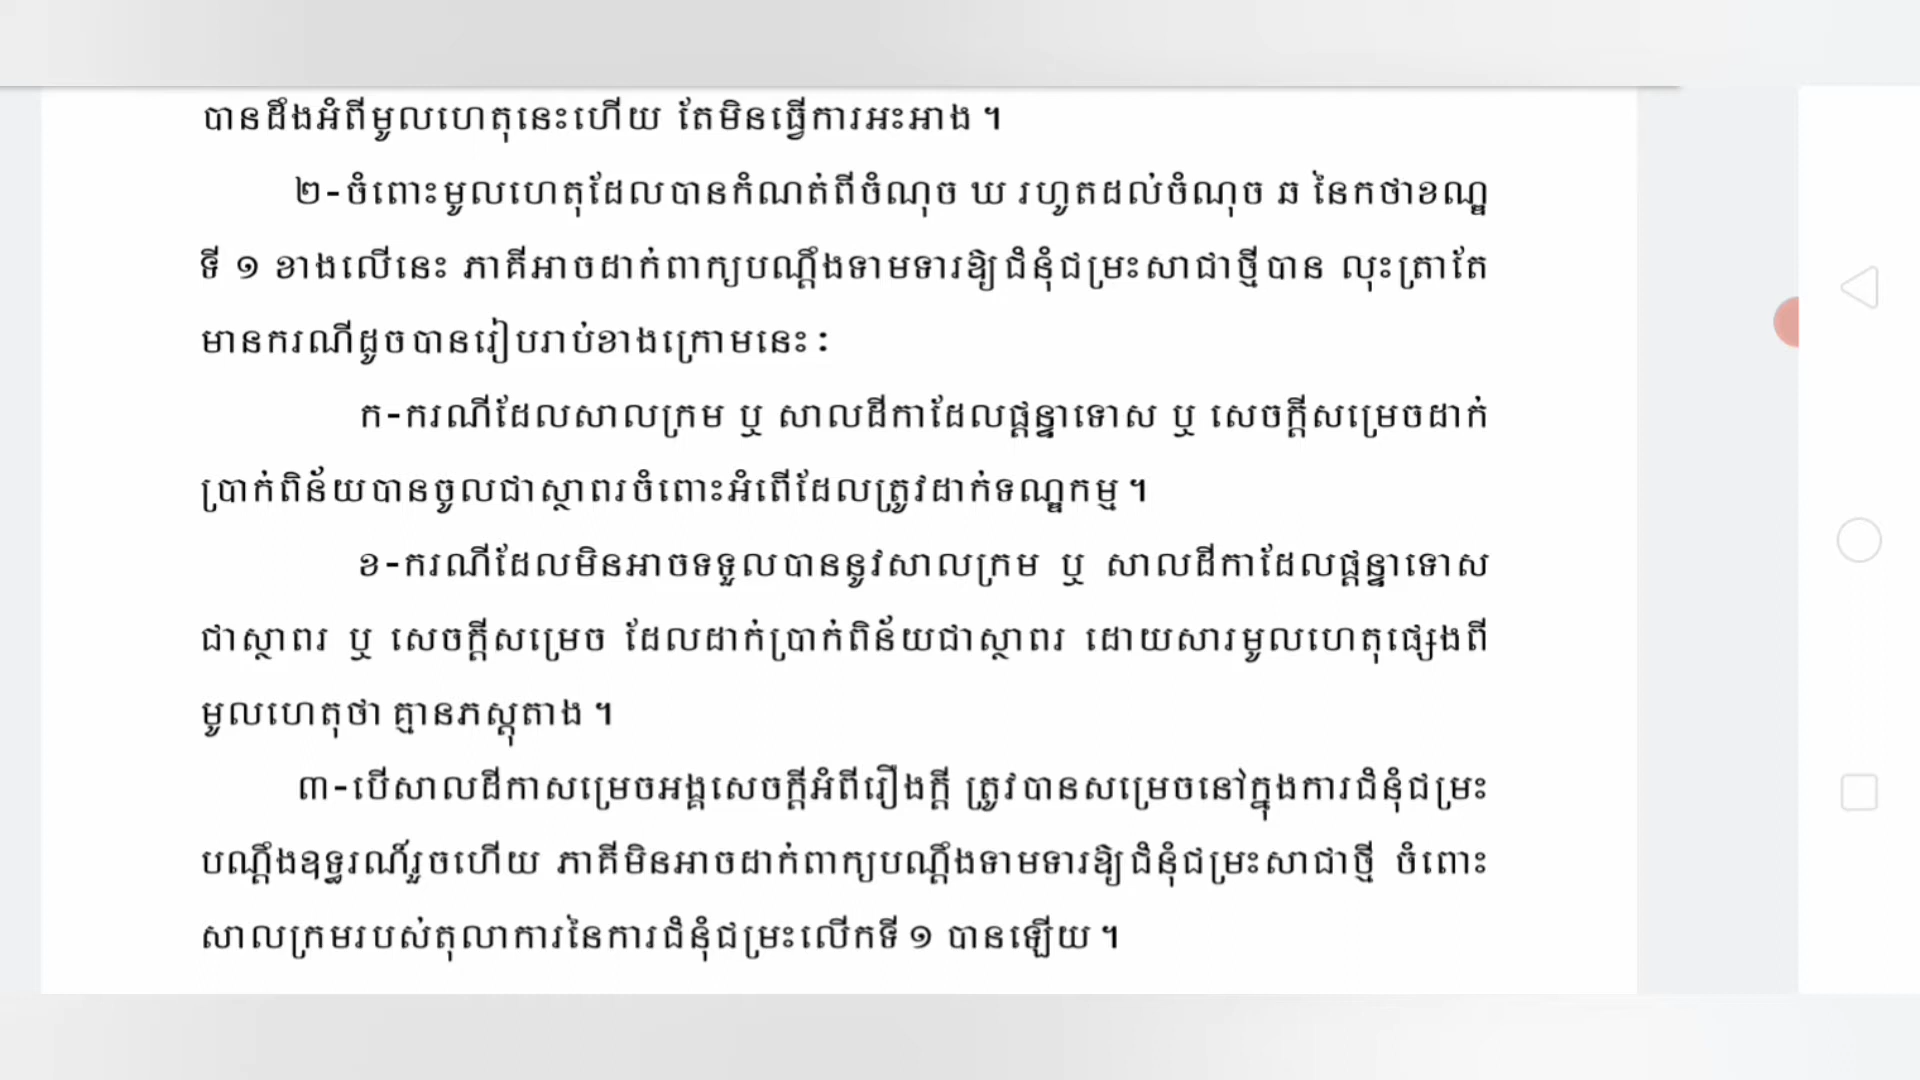 បានដឹងអំពីមូលហេតុនេះហើយ តែមិនធ្វើការអះអាង ។
២-ចំពោះមូលហេតុដែលបានកំណត់ពីចំណុច ឃ រហូតដល់ចំណុច ឆ នៃកថាខណ្ឌ
ទី ១ ខាងលើនេះ ភាគីអាចដាក់ពាក្យបណ្ដឹងទាមទារឱ្យជំនុំជម្រះសាជាថ្មីបាន លុះត្រាតែ
មានករណីដូចបានរៀបរាប់ខាងក្រោមនេះ ៖
ក-ករណីដែលសាលក្រម ឬ សាលដីកាដែលផ្ដន្ទាទោស ឬ សេចក្ដីសម្រេចដាក់
ប្រាក់ពិន័យបានចូលជាស្ថាពរចំពោះអំពើដែលត្រូវដាក់ទណ្ឌកម្ម ។
ខ-ករណីដែលមិនអាចទទួលបាននូវសាលក្រម ឬ សាលដីកាដែលផ្ដន្ទាទោស
ជាស្ថាពរ ឬ សេចក្ដីសម្រេច ដែលដាក់ប្រាក់ពិន័យជាស្ថាពរ ដោយសារមូលហេតុផ្សេងពី
មូលហេតុថា គ្មានភស្តុតាង ។
៣-បើសាលដីកាសម្រេចអង្គសេចក្ដីអំពីរឿងក្ដី ត្រូវបានសម្រេចនៅក្នុងការជំនុំជម្រះ
បណ្ដឹងឧទ្ធរណ៍រួចហើយ ភាគីមិនអាចដាក់ពាក្យបណ្ដឹងទាមទារឱ្យជំនុំជម្រះសាជាថ្មី ចំពោះ
សាលក្រមរបស់តុលាការនៃការជំនុំជម្រះលើកទី ១ បានឡើយ ។